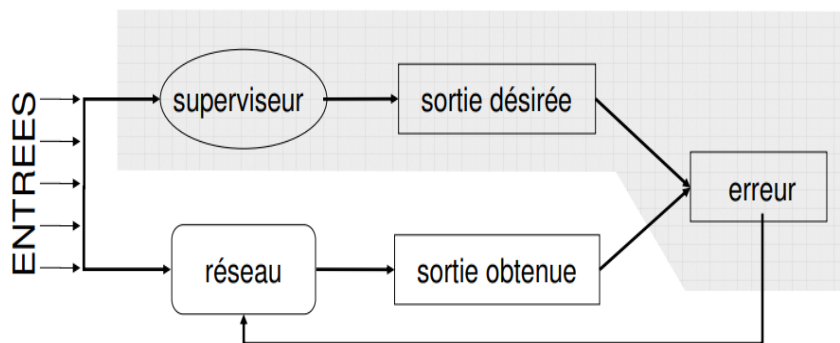 ENTREES
superviseur
sortie désirée
erreur
réseau
sortie obtenue